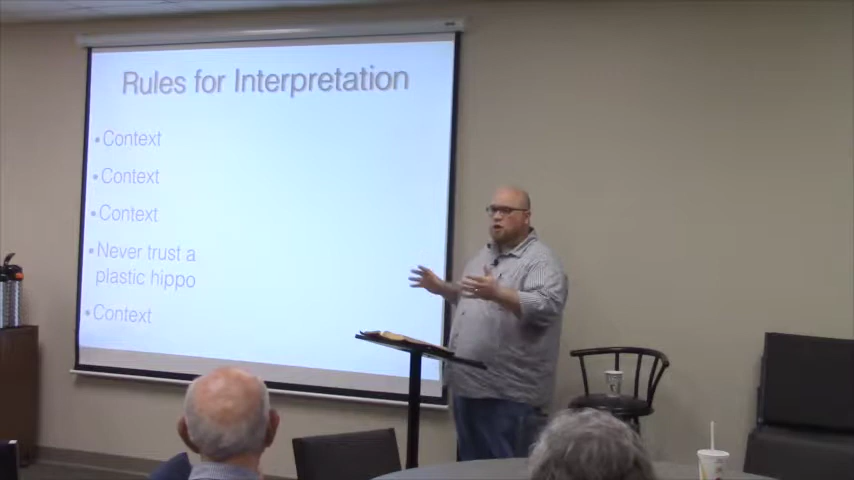 Rules for Interpretation
• Context
• Context
• Context
• Never trust a
plastic hippo
• Context